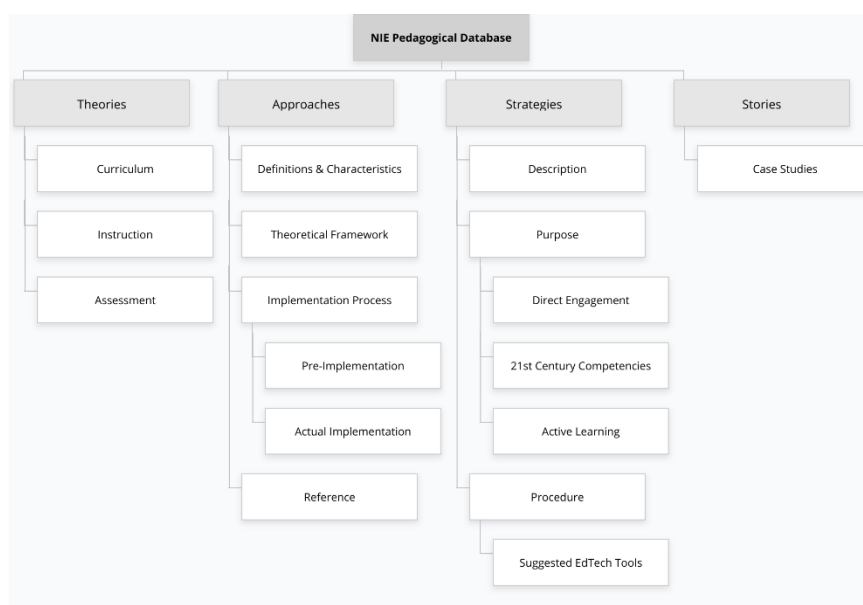 NIE Pedagogical Database
Theories
Curriculum
Instruction
Assessment
Approaches
Definitions & Characteristics
Theoretical Framework
Implementation Process
Pre-Implementation
Actual Implementation
Reference
Strategies
Description
Purpose
Direct Engagement
21st Century Competencies
Active Learning
Procedure
Suggested EdTech Tools
Stories
Case Studies